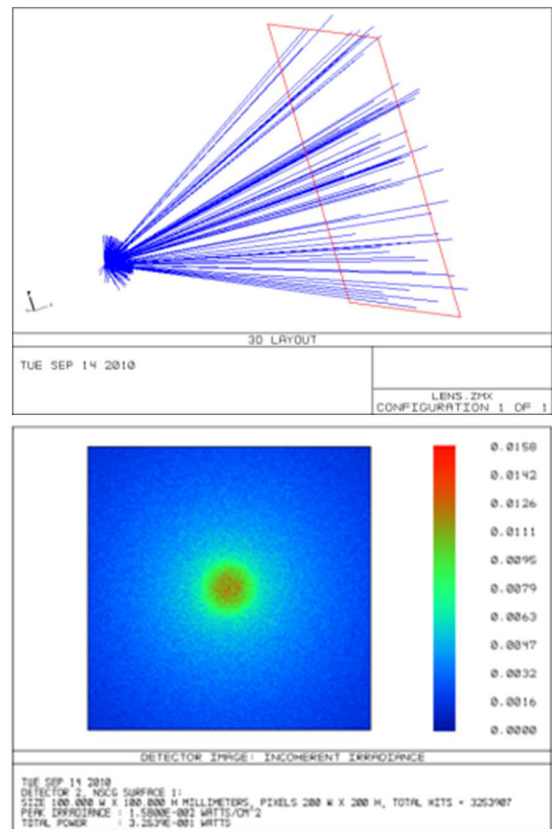 3D LAYOUT
TUE SEP 14 2010
LENS.ZMX
CONFIGURATION 1 OF 1
0.0158
0.0142
0.0126
0.0111
0.0095
0.0079
0.0063
0.0047
0.0032
0.0016
0.0000
DETECTOR IMAGE: INCOHERENT IRRADIANCE
TUE SEP 14 2010
DETECTOR 2, NSCG SURFACE 1:
SIZE 100.000 W X 100.000 H MILLIMETERS, PIXELS 200 W X 200 H, TOTAL HITS = 3253907
PEAK IRRADIANCE : 1.5800E-002 WATTS/CM^2
TOTAL POWER : 3.2539E-001 WATTS